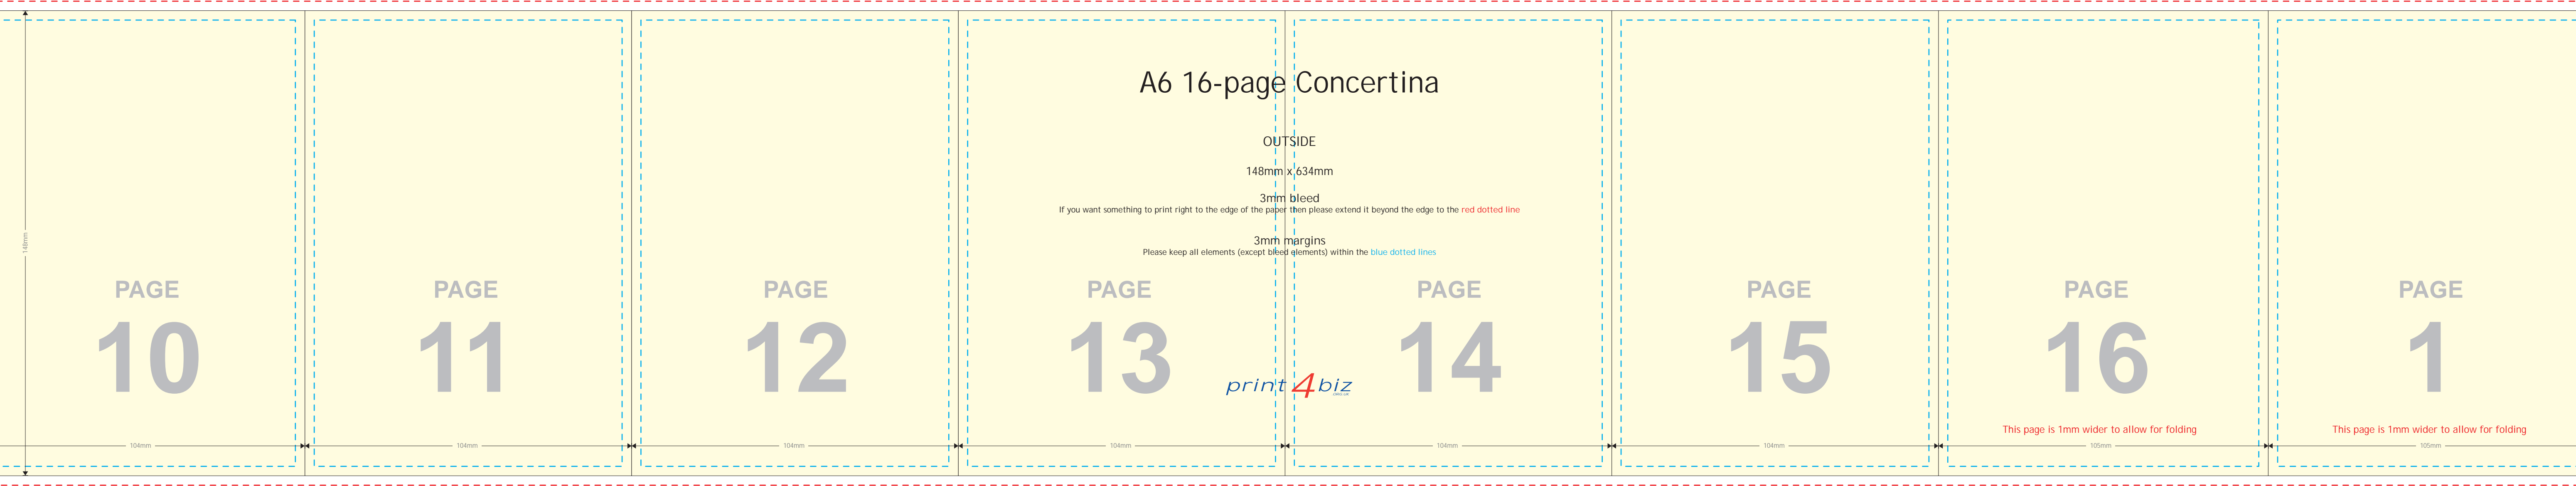 A6 16-page Concertina
OUTSIDE
148mm x 634mm
3mm bleed
If you want something to print right to the edge of the paper then please extend it beyond the edge to the red dotted line
3mm margins
Please keep all elements (except bleed elements) within the blue dotted lines
148mm
PAGE PAGE PAGE PAGE PAGE PAGE PAGE PAGE
10 11 12 13 14 15 16 1
print4biz
This page is 1mm wider to allow for folding This page is 1mm wider to allow for folding
104mm 104mm 104mm 104mm 104mm 104mm 105mm 105mm